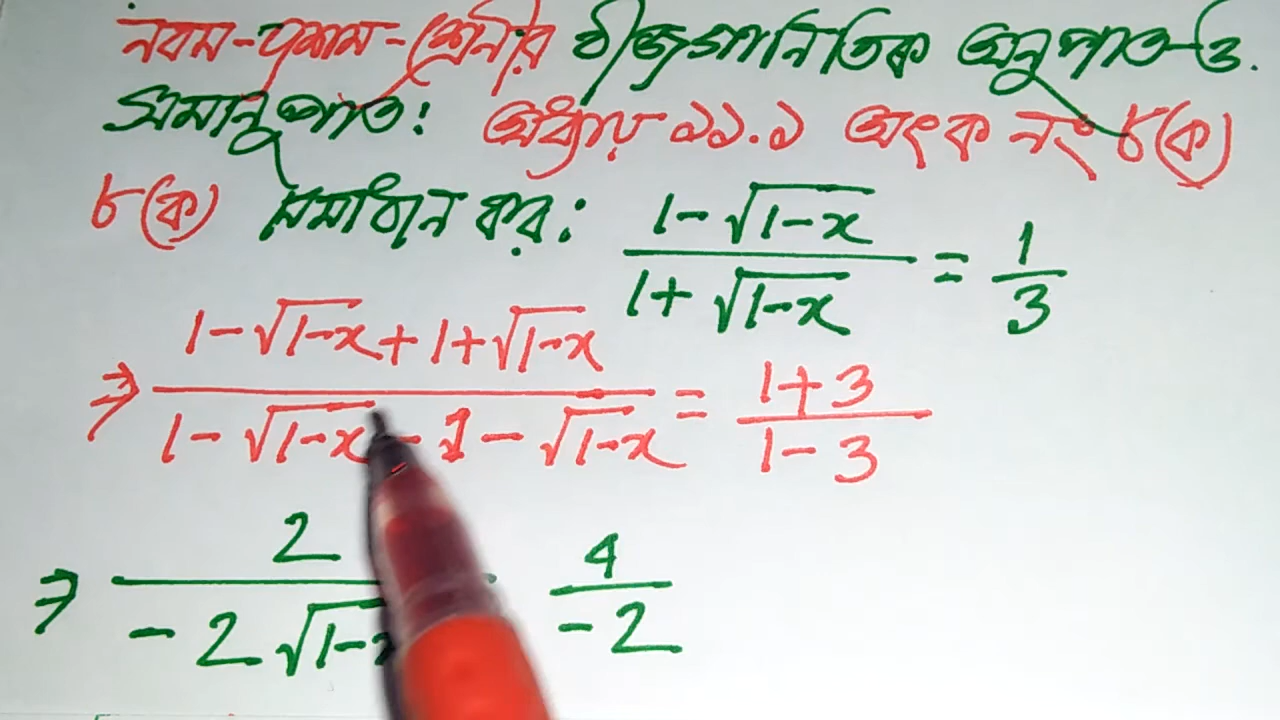 নবম-দশম-শ্রেনীর বীজগানিতিক অনুপাত ও.
সমানুপাত: অধ্যায় ১১.১ অংক নং ৮(ক)
৮(ক) সমাধান কর: (1-√(1-x))/(1+√(1-x)) = 1/3
⇒ (1-√(1-x)+1+√(1-x))/(1-√(1-x)-1-√(1-x)) = (1+3)/(1-3)
⇒ 2/(-2√(1-x 4/(-2)